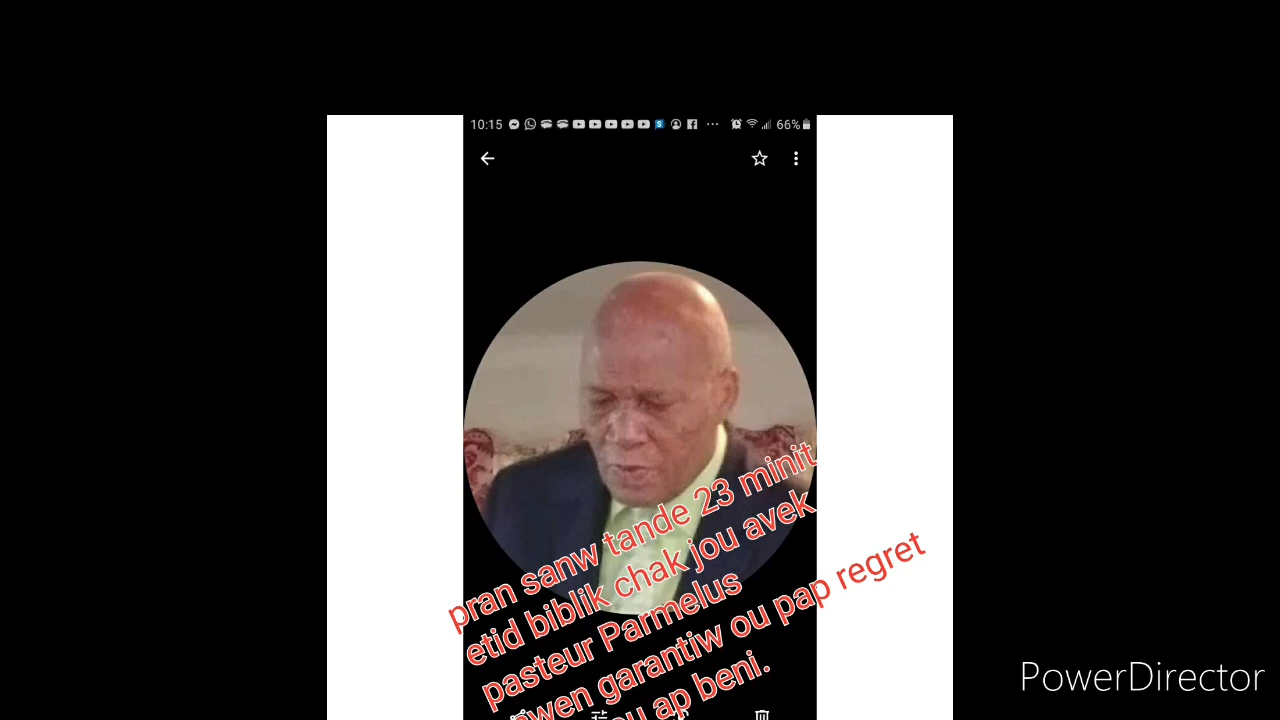 10:15
66%
pran sanw tande 23 minit
etid biblik chak jou avek
pasteur Parmelus
garantiw ou pap regret
ap beni.
PowerDirector